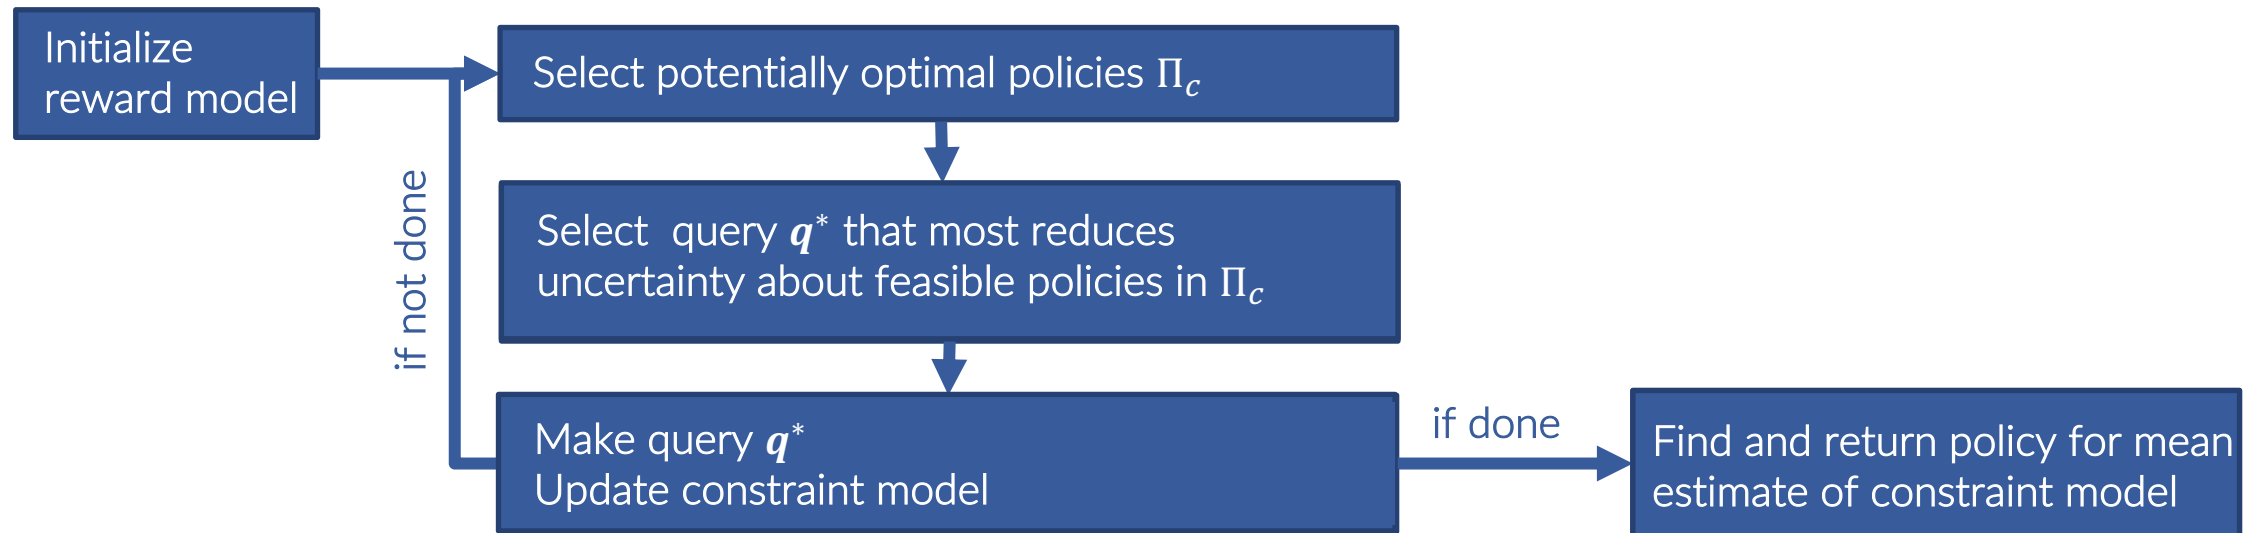 Initialize
reward model
Select potentially optimal policies Π_c
if not done
Select query q* that most reduces
uncertainty about feasible policies in Π_c
Make query q*
Update constraint model
if done
Find and return policy for mean
estimate of constraint model